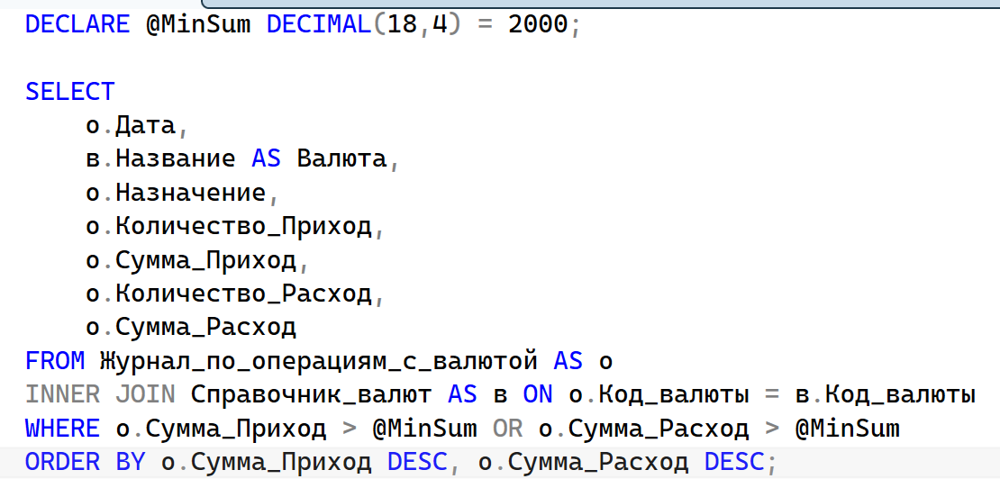 DECLARE @MinSum DECIMAL(18,4) = 2000;
SELECT
о.Дата,
в.Название AS Валюта,
о.Назначение,
о.Количество_Приход,
о.Сумма_Приход,
о.Количество_Расход,
о.Сумма_Расход
FROM Журнал_по_операциям_с_валютой AS о
INNER JOIN Справочник_валют AS в ON о.Код_валюты = в.Код_валюты
WHERE о.Сумма_Приход > @MinSum OR о.Сумма_Расход > @MinSum
ORDER BY о.Сумма_Приход DESC, о.Сумма_Расход DESC;